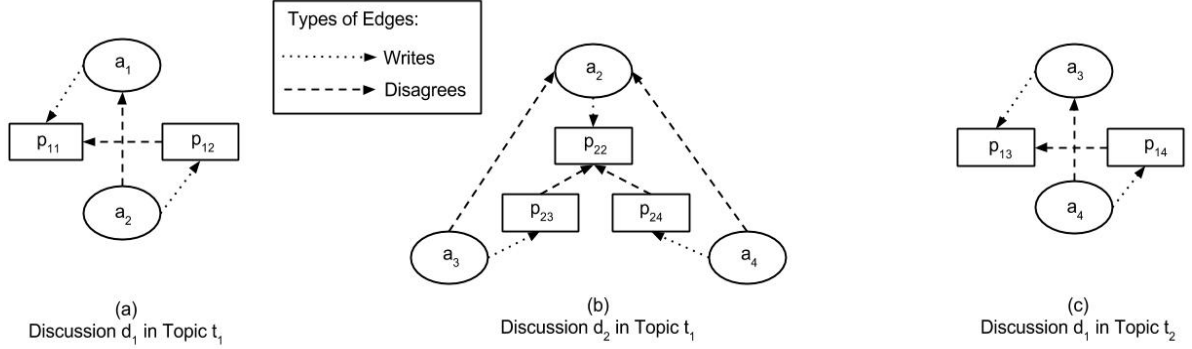 Types of Edges:
Writes
Disagrees
a1
p11
p12
a2
(a)
Discussion d1 in Topic t1
a2
p22
p23
p24
a3
a4
(b)
Discussion d2 in Topic t1
a3
p13
p14
a4
(c)
Discussion d1 in Topic t2